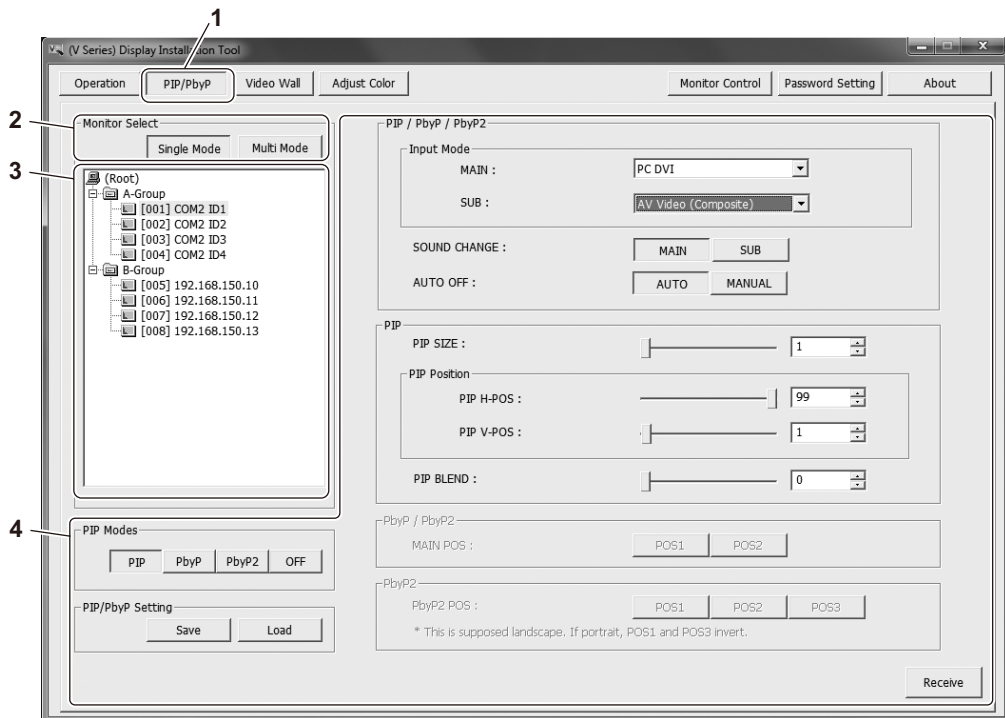 1
(V Series) Display Installation Tool
Operation PIP/PbyP Video Wall Adjust Color Monitor Control Password Setting About
2
Monitor Select
Single Mode Multi Mode
3
(Root)
A-Group
[001] COM2 ID1
[002] COM2 ID2
[003] COM2 ID3
[004] COM2 ID4
B-Group
[005] 192.168.150.10
[006] 192.168.150.11
[007] 192.168.150.12
[008] 192.168.150.13
4
PIP Modes
PIP PbyP PbyP2 OFF
PIP/PbyP Setting
Save Load
PIP / PbyP / PbyP2
Input Mode
MAIN : PC DVI
SUB : AV Video (Composite)
SOUND CHANGE : MAIN SUB
AUTO OFF : AUTO MANUAL
PIP
PIP SIZE : 1
PIP Position
PIP H-POS : 99
PIP V-POS : 1
PIP BLEND : 0
PbyP / PbyP2
MAIN POS : POS1 POS2
PbyP2
PbyP2 POS : POS1 POS2 POS3
* This is supposed landscape. If portrait, POS1 and POS3 invert.
Receive